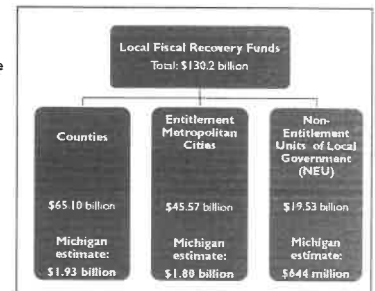 e
Local Fiscal Recovery Funds
Total: $130.2 billion
Counties
$65.10 billion
Michigan
estimate:
$1.93 billion
Entitlement
Metropolitan
Cities
$45.57 billion
Michigan
estimate:
$1.80 billion
Non-
Entitlement
Units of Local
Government
(NEU)
$19.53 billion
Michigan
estimate:
$644 million